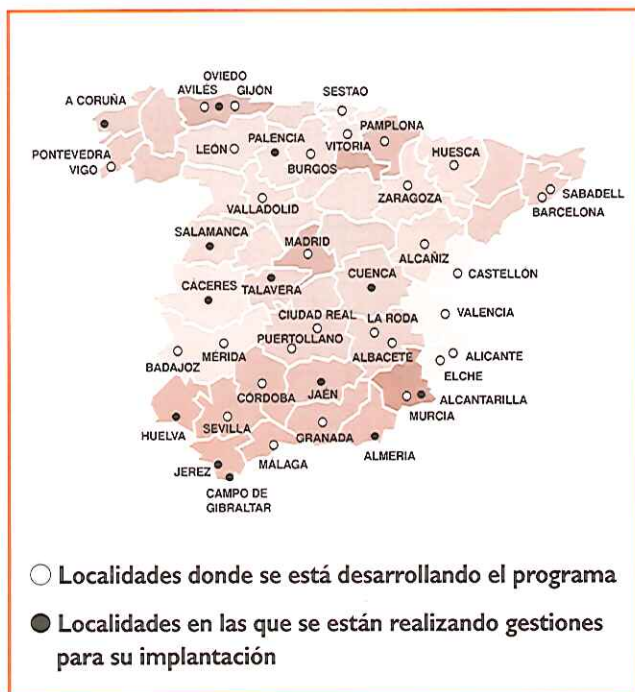 OVIEDO
AVILÉS GIJÓN
SESTAO
A CORUÑA
PALENCIA
PAMPLONA
LEÓN
VITORIA
HUESCA
PONTEVEDRA
VIGO
BURGOS
ZARAGOZA
SABADELL
BARCELONA
VALLADOLID
SALAMANCA
MADRID
ALCAÑIZ
CUENCA
CASTELLÓN
CÁCERES
TALAVERA
CIUDAD REAL
LA RODA
VALENCIA
PUERTOLLANO
BADAJOZ
MÉRIDA
ALBACETE
ALICANTE
ELCHE
CÓRDOBA
JAÉN
ALCANTARILLA
MURCIA
HUELVA
SEVILLA
GRANADA
ALMERIA
JEREZ
MÁLAGA
CAMPO DE
GIBRALTAR
Localidades donde se está desarrollando el programa
Localidades en las que se están realizando gestiones
para su implantación